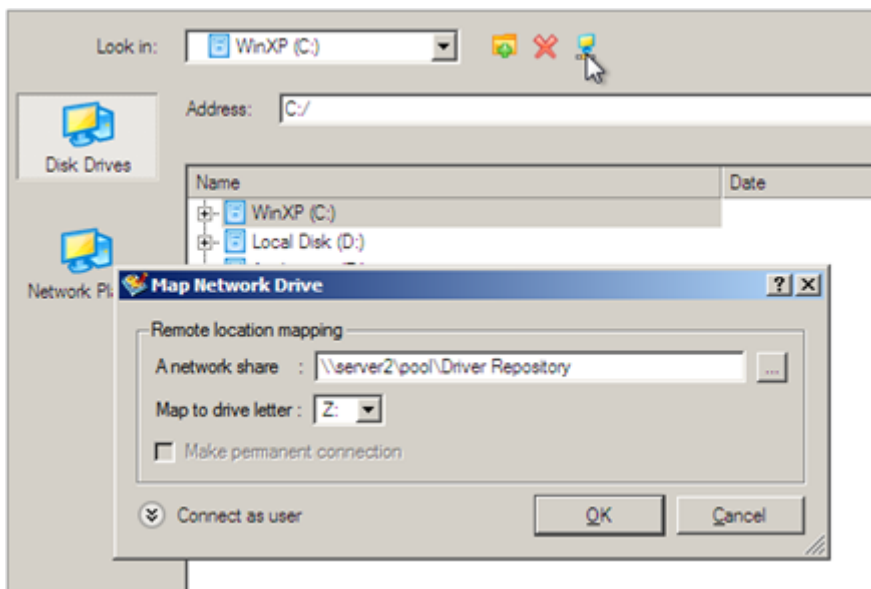 Look in: WinXP (C:)
Address: C:/
Disk Drives
Name Date
WinXP (C:)
Local Disk (D:)
Network
Map Network Drive
Remote location mapping
A network share : \\server2\pool\Driver Repository ...
Map to drive letter : Z:
Make permanent connection
Connect as user OK Cancel